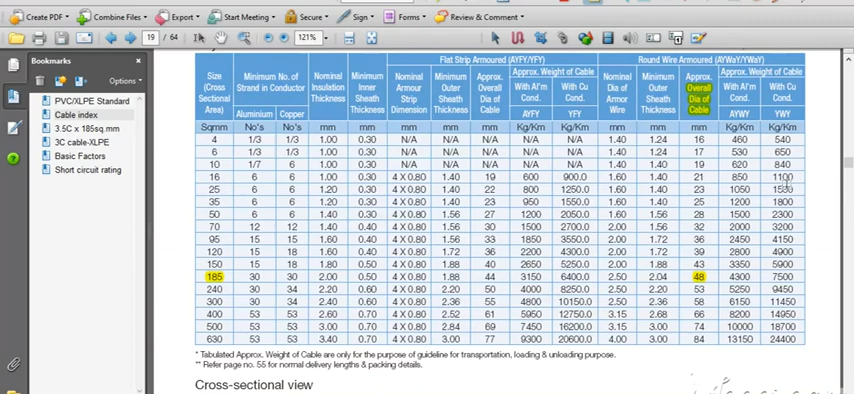 Create PDF Combine Files Export Start Meeting Secure Sign Forms Review & Comment
19 / 64 121%
Bookmarks
Options
PVC/XLPE Standard
Cable index
3.5C x 185sq.mm
3C cable-XLPE
Basic Factors
Short circuit rating
Flat Strip Armoured (AYFY/YFY) Round Wire Armoured (AYWaY/YWaY)
Size (Cross Sectional Area) Minimum No. of Strand in Conductor Nominal Insulation Thickness Minimum Inner Sheath Thickness Nominal Armour Strip Dimension Minimum Outer Sheath Thickness Approx. Overall Dia of Cable Approx. Weight of Cable Nominal Dia of Armor Wire Minimum Outer Sheath Thickness Approx. Overall Dia of Cable Approx. Weight of Cable
Aluminium Copper With Al'm Cond. With Cu Cond. With Al'm Cond. With Cu Cond.
AYFY YFY AYWY YWY
Sqmm No's No's mm mm mm mm mm Kg/Km Kg/Km mm mm mm Kg/Km Kg/Km
4 1/3 1/3 1.00 0.30 N/A N/A N/A N/A N/A 1.40 1.24 16 460 540
6 1/3 1/3 1.00 0.30 N/A N/A N/A N/A N/A 1.40 1.24 17 530 650
10 1/7 6 1.00 0.30 N/A N/A N/A N/A N/A 1.40 1.40 19 620 840
16 6 6 1.00 0.30 4 X 0.80 1.40 19 600 900.0 1.60 1.40 21 850 1100
25 6 6 1.20 0.30 4 X 0.80 1.40 22 800 1250.0 1.60 1.40 23 1050
35 6 6 1.20 0.30 4 X 0.80 1.40 23 950 1550.0 1.60 1.40 25 1200 1800
50 6 6 1.40 0.30 4 X 0.80 1.56 27 1200 2050.0 1.60 1.56 28 1500 2300
70 12 12 1.40 0.40 4 X 0.80 1.56 30 1500 2700.0 2.00 1.56 32 2000 3200
95 15 15 1.60 0.40 4 X 0.80 1.56 33 1850 3550.0 2.00 1.72 36 2450 4150
120 15 18 1.60 0.40 4 X 0.80 1.72 36 2200 4300.0 2.00 1.72 39 2800 4900
150 15 18 1.80 0.50 4 X 0.80 1.88 40 2650 5250.0 2.00 1.88 43 3350 5900
185 30 30 2.00 0.50 4 X 0.80 1.88 44 3150 6400.0 2.50 2.04 48 4300 7500
240 30 34 2.20 0.60 4 X 0.80 2.20 50 4000 8250.0 2.50 2.20 53 5250 9450
300 30 34 2.40 0.60 4 X 0.80 2.36 55 4800 10150.0 2.50 2.36 58 6150 11450
400 53 53 2.60 0.70 4 X 0.80 2.52 61 5950 12750.0 3.15 2.68 66 8200 14950
500 53 53 3.00 0.70 4 X 0.80 2.84 69 7450 16200.0 3.15 3.00 74 10000 18700
630 53 53 3.00 0.70 4 X 0.80 3.00 77 9300 20600.0 4.00 3.00 84 13150 24400
* Tabulated Approx. Weight of Cable are only for the purpose of guideline for transportation, loading & unloading purpose.
** Refer page no. 55 for normal delivery lengths & packing details.
Cross-sectional view